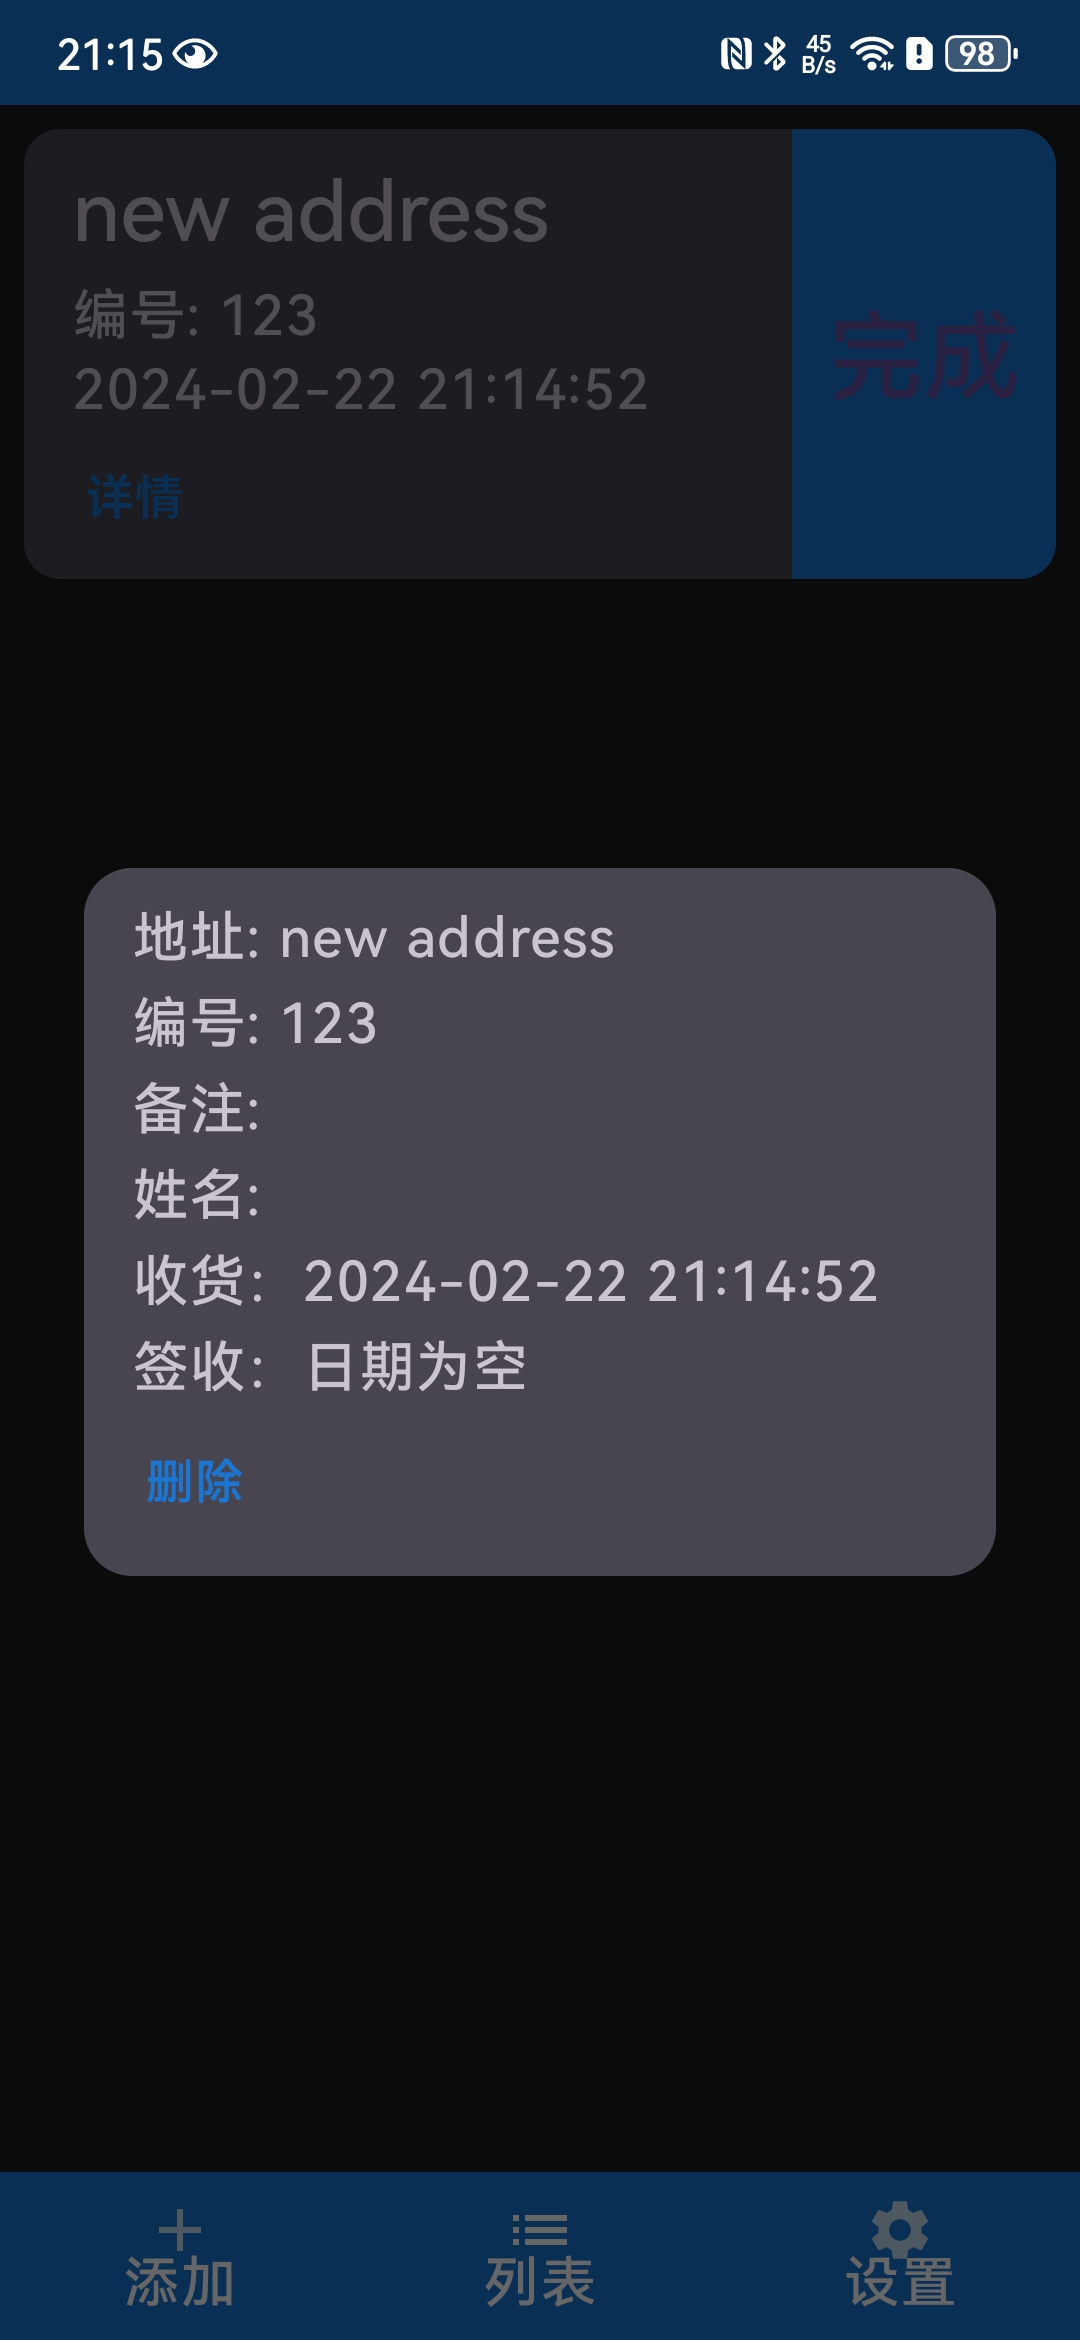 21:15
45
B/s
98
new address
编号: 123
2024-02-22 21:14:52
详情
完成
地址: new address
编号: 123
备注:
姓名:
收货: 2024-02-22 21:14:52
签收: 日期为空
删除
添加
列表
设置